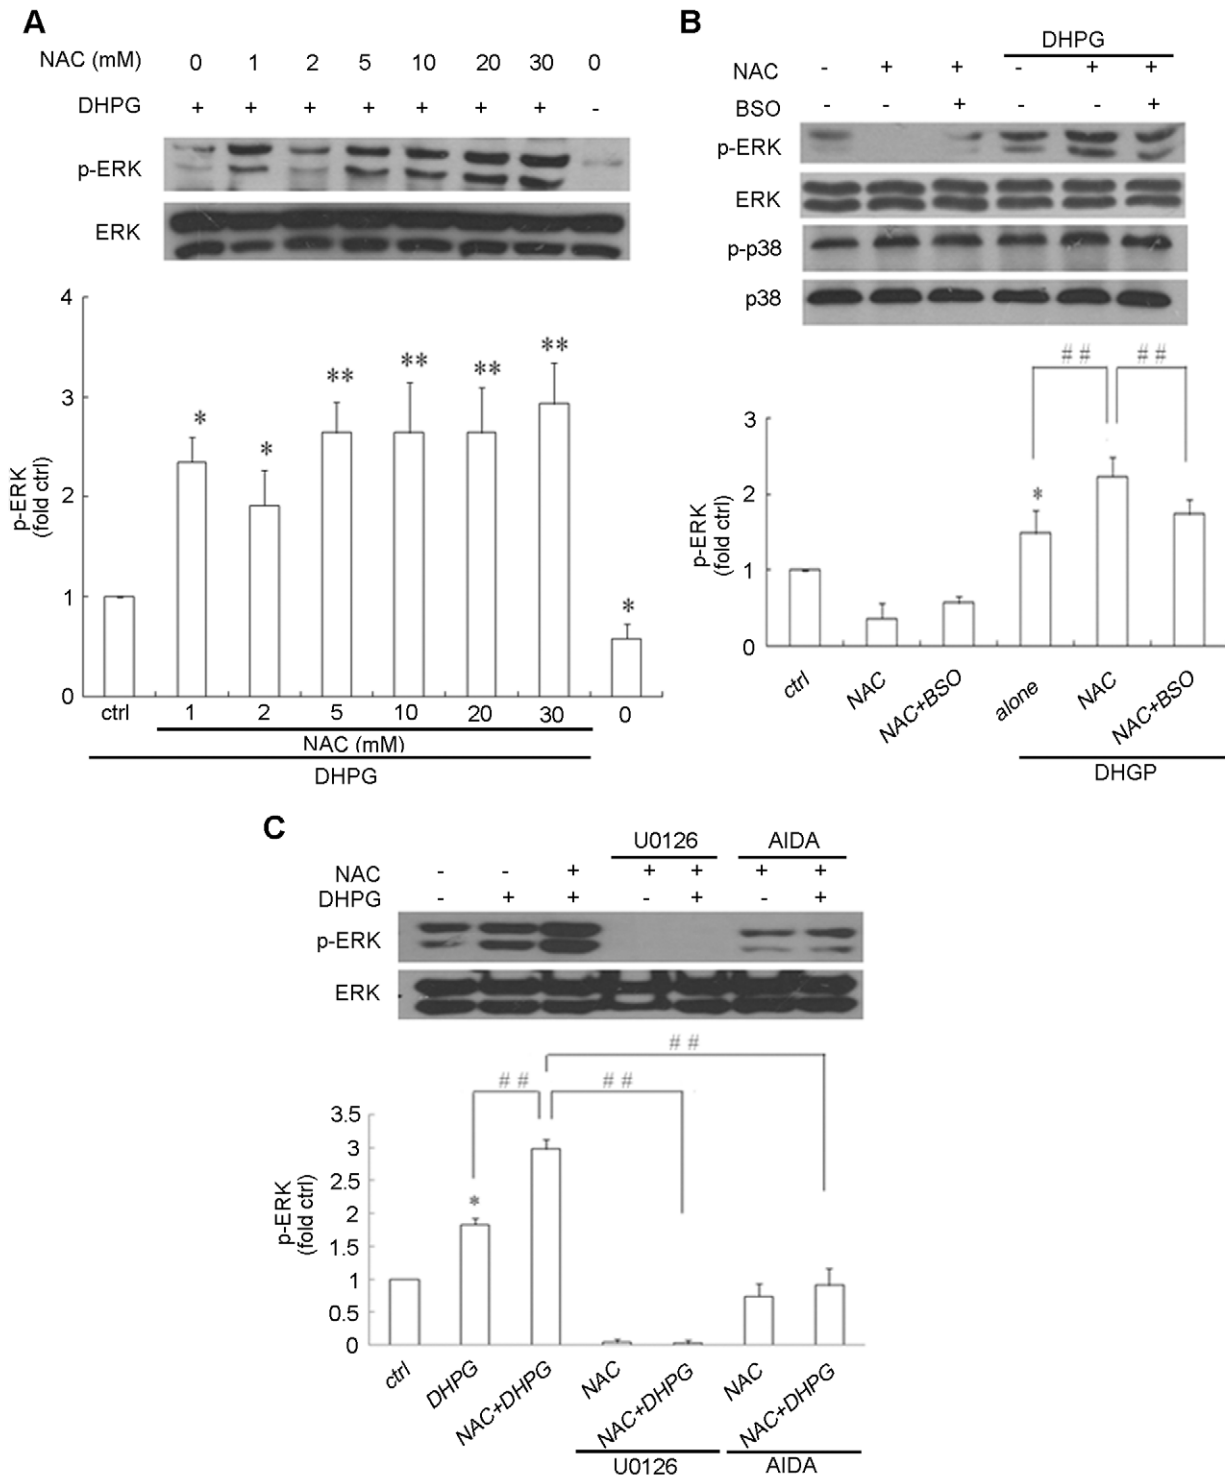 A
NAC (mM) 0 1 2 5 10 20 30 0
DHPG + + + + + + + -
p-ERK
ERK
4
3
2
1
0
p-ERK
(fold ctrl)
* * ** ** ** ** *
ctrl 1 2 5 10 20 30 0
NAC (mM)
DHPG
B
DHPG
NAC - + + - + +
BSO - - + - - +
p-ERK
ERK
p-p38
p38
## ##
3
2
1
0
p-ERK
(fold ctrl)
*
ctrl NAC NAC+BSO alone NAC NAC+BSO
DHGP
C
U0126 AIDA
NAC - - + + + + +
DHPG - + + - + - +
p-ERK
ERK
##
## ##
3.5
3
2.5
2
1.5
1
0.5
0
p-ERK
(fold ctrl)
*
ctrl DHPG NAC+DHPG NAC NAC+DHPG NAC NAC+DHPG
U0126 AIDA